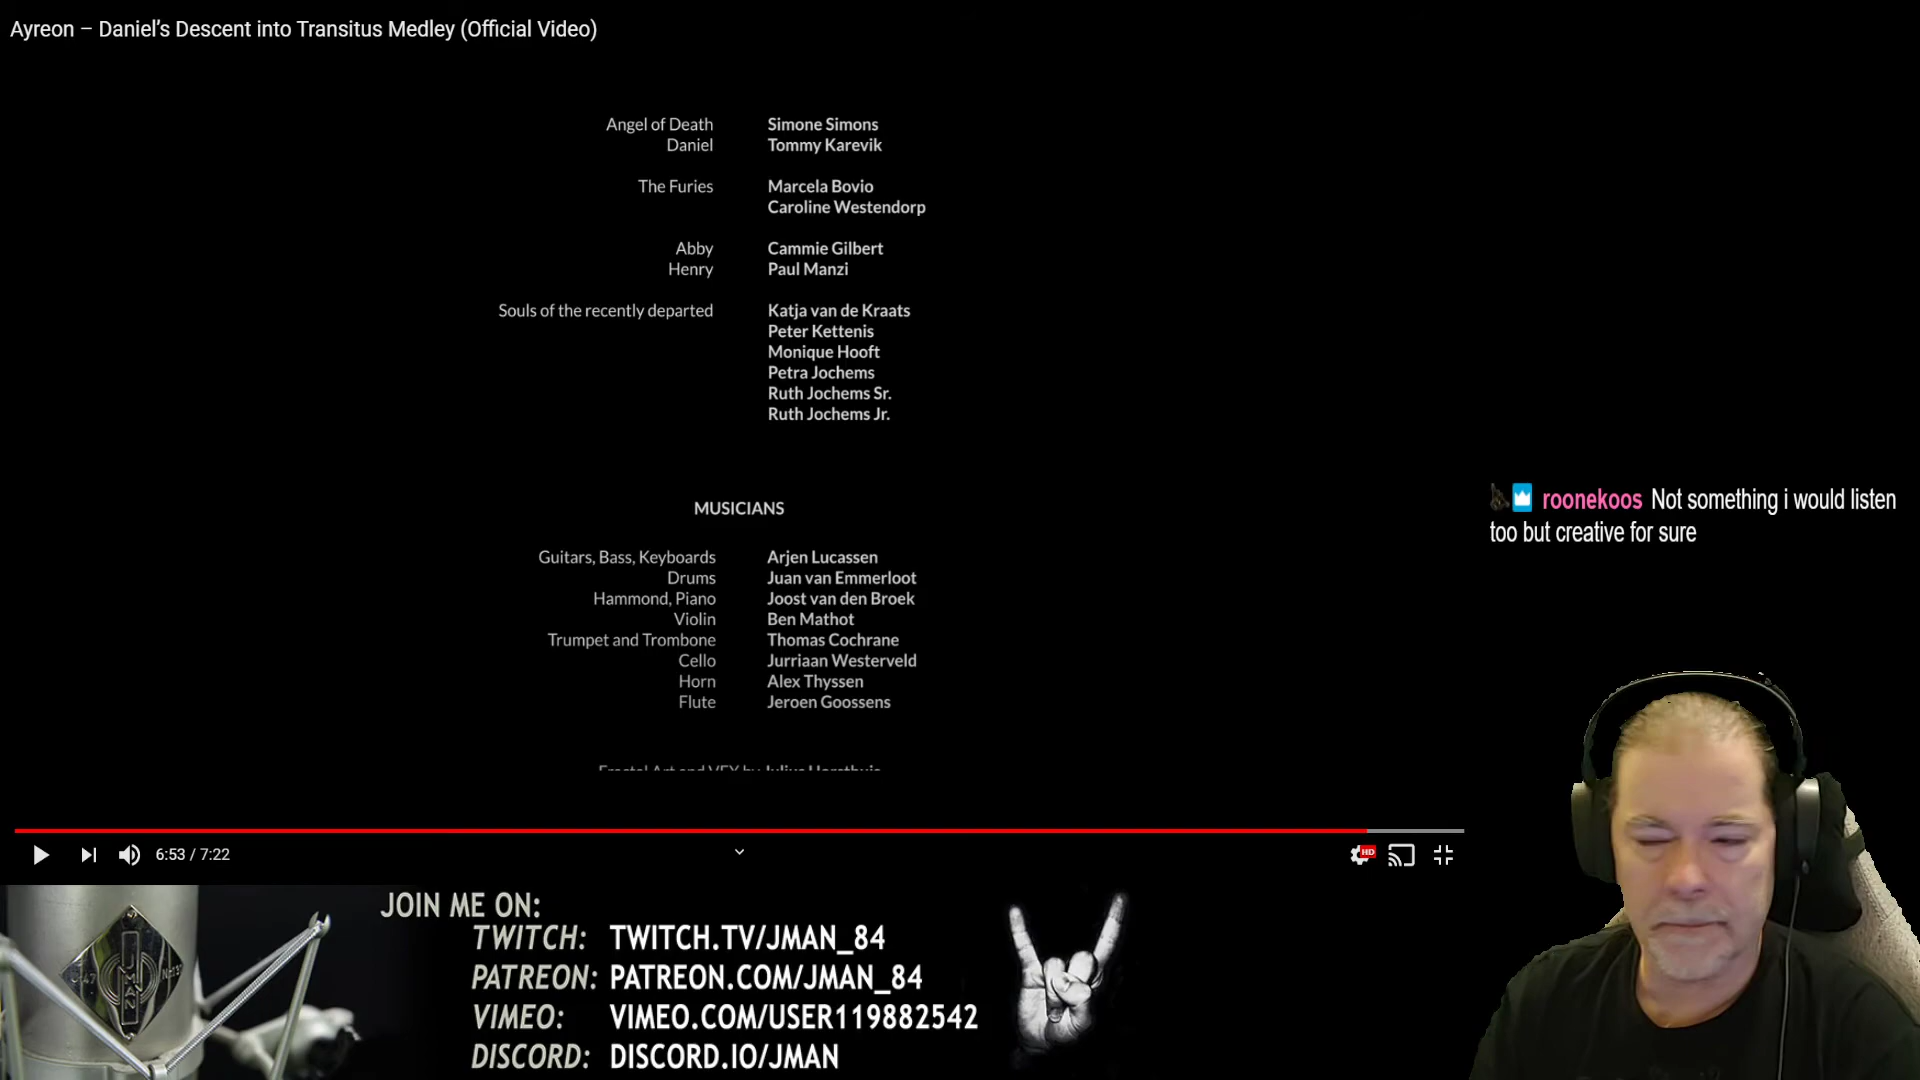 Ayreon – Daniel's Descent into Transitus Medley (Official Video)
Angel of Death Simone Simons
Daniel Tommy Karevik
The Furies Marcela Bovio
Caroline Westendorp
Abby Cammie Gilbert
Henry Paul Manzi
Souls of the recently departed Katja van de Kraats
Peter Kettenis
Monique Hooft
Petra Jochems
Ruth Jochems Sr.
Ruth Jochems Jr.
MUSICIANS
Guitars, Bass, Keyboards Arjen Lucassen
Drums Juan van Emmerloot
Hammond, Piano Joost van den Broek
Violin Ben Mathot
Trumpet and Trombone Thomas Cochrane
Cello Jurriaan Westerveld
Horn Alex Thyssen
Flute Jeroen Goossens
roonekoos Not something i would listen
too but creative for sure
6:53 / 7:22
HD
JOIN ME ON:
TWITCH: TWITCH.TV/JMAN_84
PATREON: PATREON.COM/JMAN_84
VIMEO: VIMEO.COM/USER119882542
DISCORD: DISCORD.IO/JMAN
JMAN